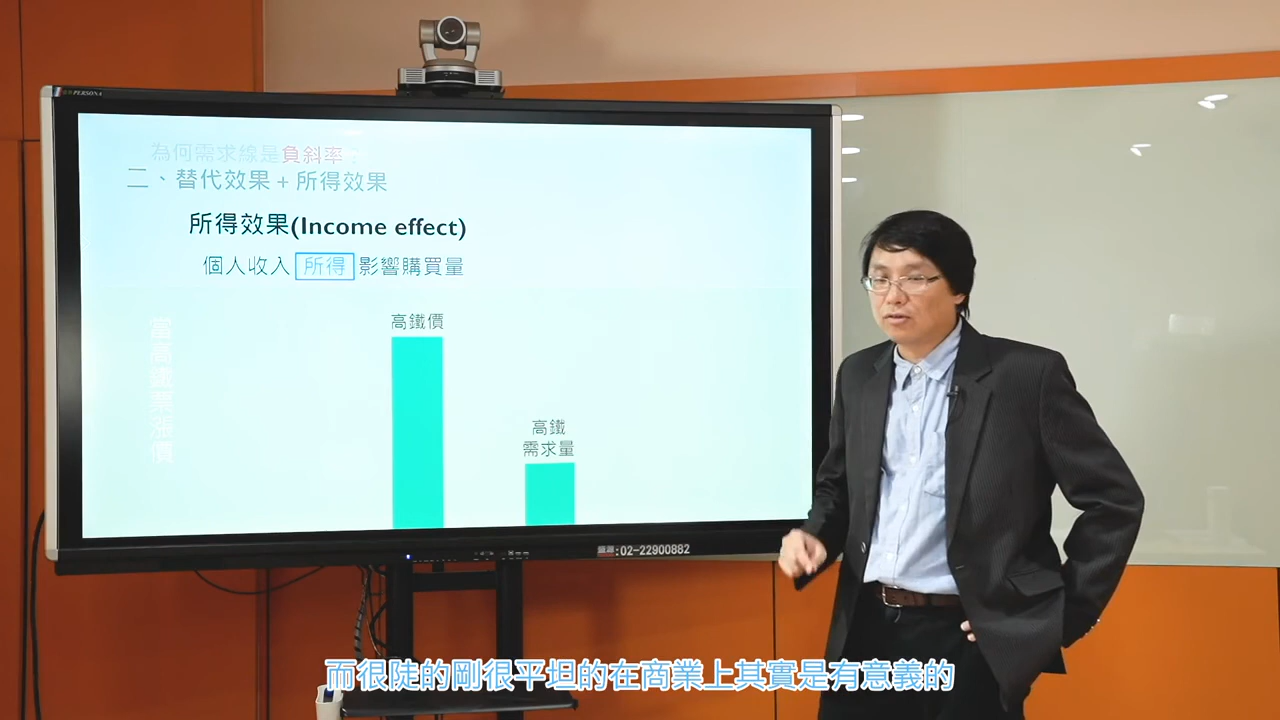 PERSONA
為何需求線是負斜率
二、替代效果+所得效果
所得效果(Income effect)
個人收入 所得 影響購買量
當高鐵票漲價
高鐵價
高鐵
需求量
:02-22900882
而很陡的剛很平坦的在商業上其實是有意義的